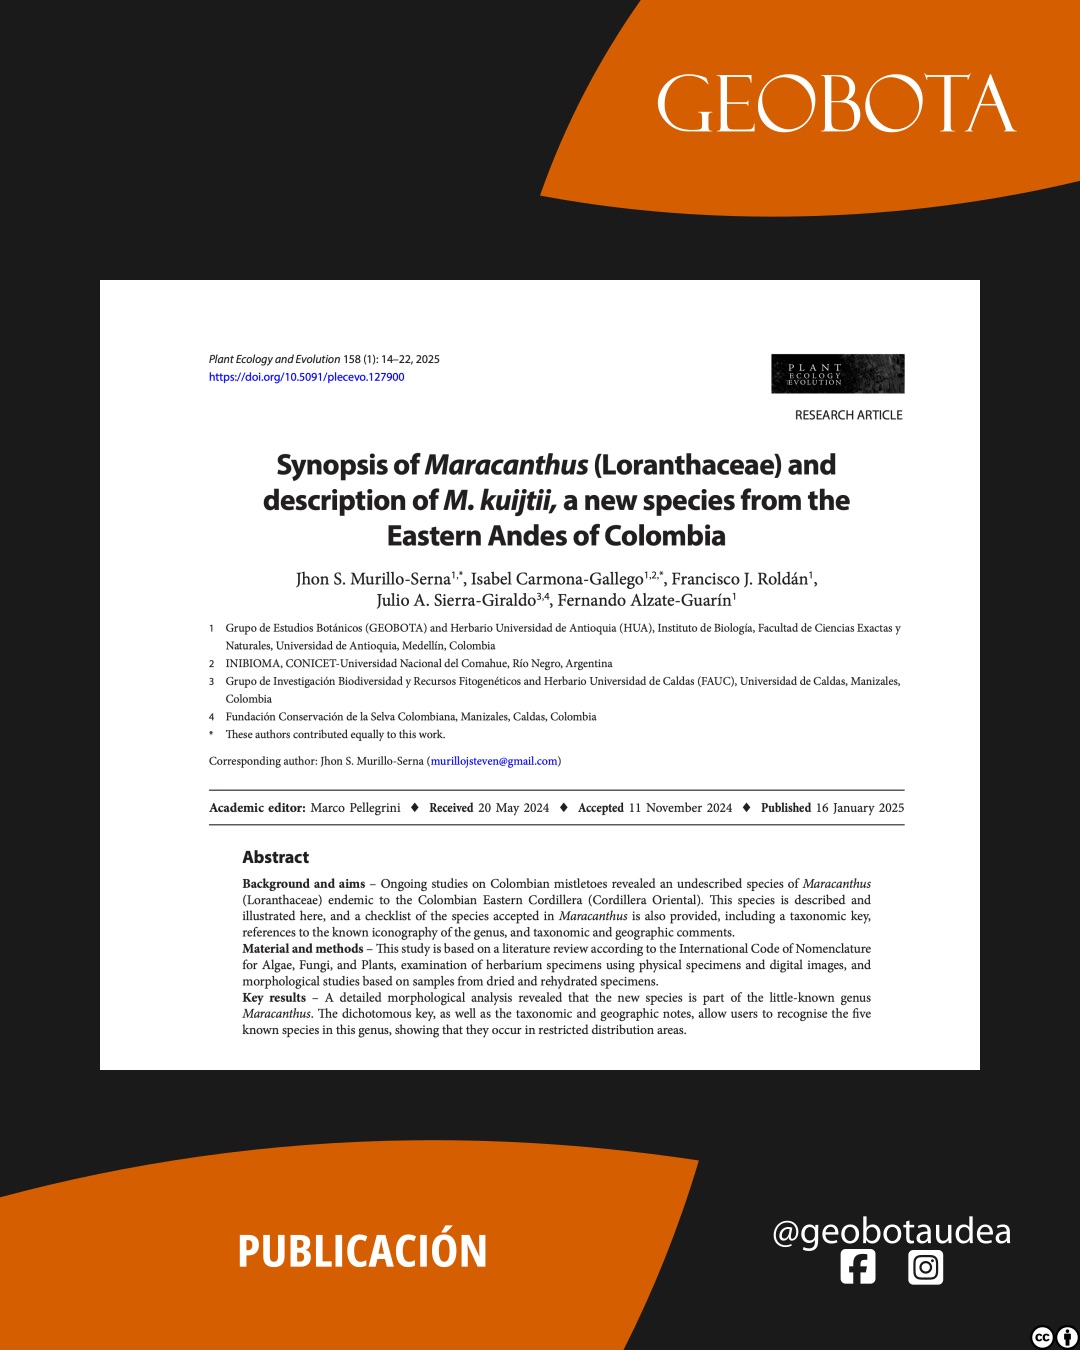 GEOBOTA
Plant Ecology and Evolution 158 (1): 14–22, 2025
https://doi.org/10.5091/plecevo.127900
PLANT
ECOLOGY
EVOLUTION
RESEARCH ARTICLE
Synopsis of Maracanthus (Loranthaceae) and
description of M. kuijtii, a new species from the
Eastern Andes of Colombia
Jhon S. Murillo-Serna1,*, Isabel Carmona-Gallego1,2,*, Francisco J. Roldán1,
Julio A. Sierra-Giraldo3,4, Fernando Alzate-Guarín1
1 Grupo de Estudios Botánicos (GEOBOTA) and Herbario Universidad de Antioquia (HUA), Instituto de Biología, Facultad de Ciencias Exactas y
Naturales, Universidad de Antioquia, Medellín, Colombia
2 INIBIOMA, CONICET-Universidad Nacional del Comahue, Río Negro, Argentina
3 Grupo de Investigación Biodiversidad y Recursos Fitogenéticos and Herbario Universidad de Caldas (FAUC), Universidad de Caldas, Manizales,
Colombia
4 Fundación Conservación de la Selva Colombiana, Manizales, Caldas, Colombia
* These authors contributed equally to this work.
Corresponding author: Jhon S. Murillo-Serna (murillojsteven@gmail.com)
Academic editor: Marco Pellegrini ♦ Received 20 May 2024 ♦ Accepted 11 November 2024 ♦ Published 16 January 2025
Abstract
Background and aims – Ongoing studies on Colombian mistletoes revealed an undescribed species of Maracanthus
(Loranthaceae) endemic to the Colombian Eastern Cordillera (Cordillera Oriental). This species is described and
illustrated here, and a checklist of the species accepted in Maracanthus is also provided, including a taxonomic key,
references to the known iconography of the genus, and taxonomic and geographic comments.
Material and methods – This study is based on a literature review according to the International Code of Nomenclature
for Algae, Fungi, and Plants, examination of herbarium specimens using physical specimens and digital images, and
morphological studies based on samples from dried and rehydrated specimens.
Key results – A detailed morphological analysis revealed that the new species is part of the little-known genus
Maracanthus. The dichotomous key, as well as the taxonomic and geographic notes, allow users to recognise the five
known species in this genus, showing that they occur in restricted distribution areas.
PUBLICACIÓN
@geobotaudea
cc